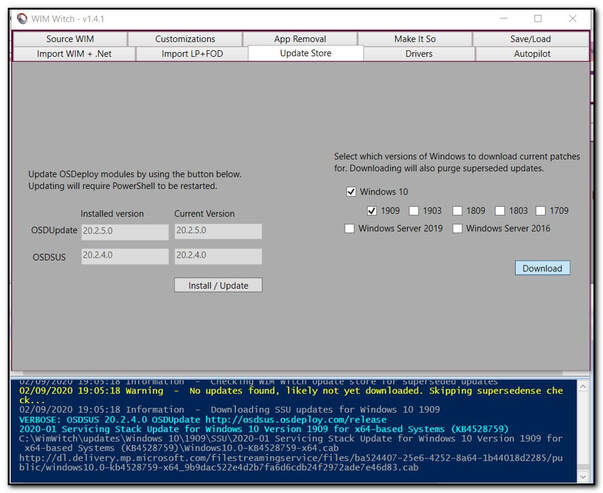 WIM Witch - v1.4.1
Source WIM
Customizations
App Removal
Make It So
Save/Load
Import WIM + .Net
Import LP+FOD
Update Store
Drivers
Autopilot
Update OSDeploy modules by using the button below.
Updating will require PowerShell to be restarted.
Installed version
Current Version
OSDUpdate
20.2.5.0
20.2.5.0
OSDSUS
20.2.4.0
20.2.4.0
Install / Update
Select which versions of Windows to download current patches
for. Downloading will also purge superseded updates.
Windows 10
1909
1903
1809
1803
1709
Windows Server 2019
Windows Server 2016
Download
02/09/2020 19:05:18 Information - Checking WIM Witch update store for superseded updates
02/09/2020 19:05:18 Warning - No updates found, likely not yet downloaded. Skipping supersedense che
ck...
02/09/2020 19:05:18 Information - Downloading SSU updates for Windows 10 1909
VERBOSE: OSDSUS 20.2.4.0 OSDUpdate http://osdsus.osdeploy.com/release
2020-01 Servicing Stack Update for Windows 10 Version 1909 for x64-based Systems (KB4528759)
C:\WimWitch\updates\Windows 10\1909\SSU\2020-01 Servicing Stack Update for Windows 10 Version 1909 for
x64-based Systems (KB4528759)\Windows10.0-KB4528759-x64.cab
http://dl.delivery.mp.microsoft.com/filestreamingservice/files/ba524407-25e6-4252-8a64-1b44018d2285/pu
blic/windows10.0-kb4528759-x64_9b9dac522e4d2b7fa6d6cdb24f2972ade7e46d83.cab